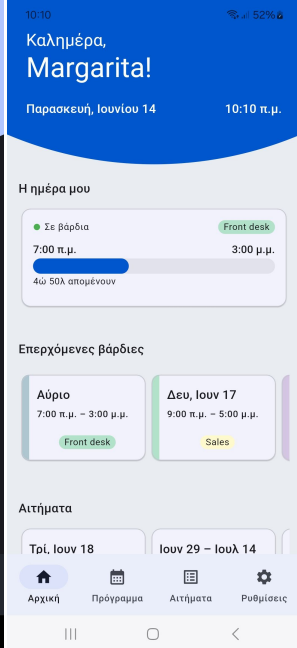 10:10 52%
Καλημέρα,
Margarita!
Παρασκευή, Ιουνίου 14 10:10 π.μ.
Η ημέρα μου
Σε βάρδια Front desk
7:00 π.μ. 3:00 μ.μ.
4ώ 50λ απομένουν
Επερχόμενες βάρδιες
Αύριο Δευ, Ιουν 17
7:00 π.μ. – 3:00 μ.μ. 9:00 π.μ. – 5:00 μ.μ.
Front desk Sales
Αιτήματα
Τρί, Ιουν 18 Ιουν 29 – Ιουλ 14
Αρχική Πρόγραμμα Αιτήματα Ρυθμίσεις